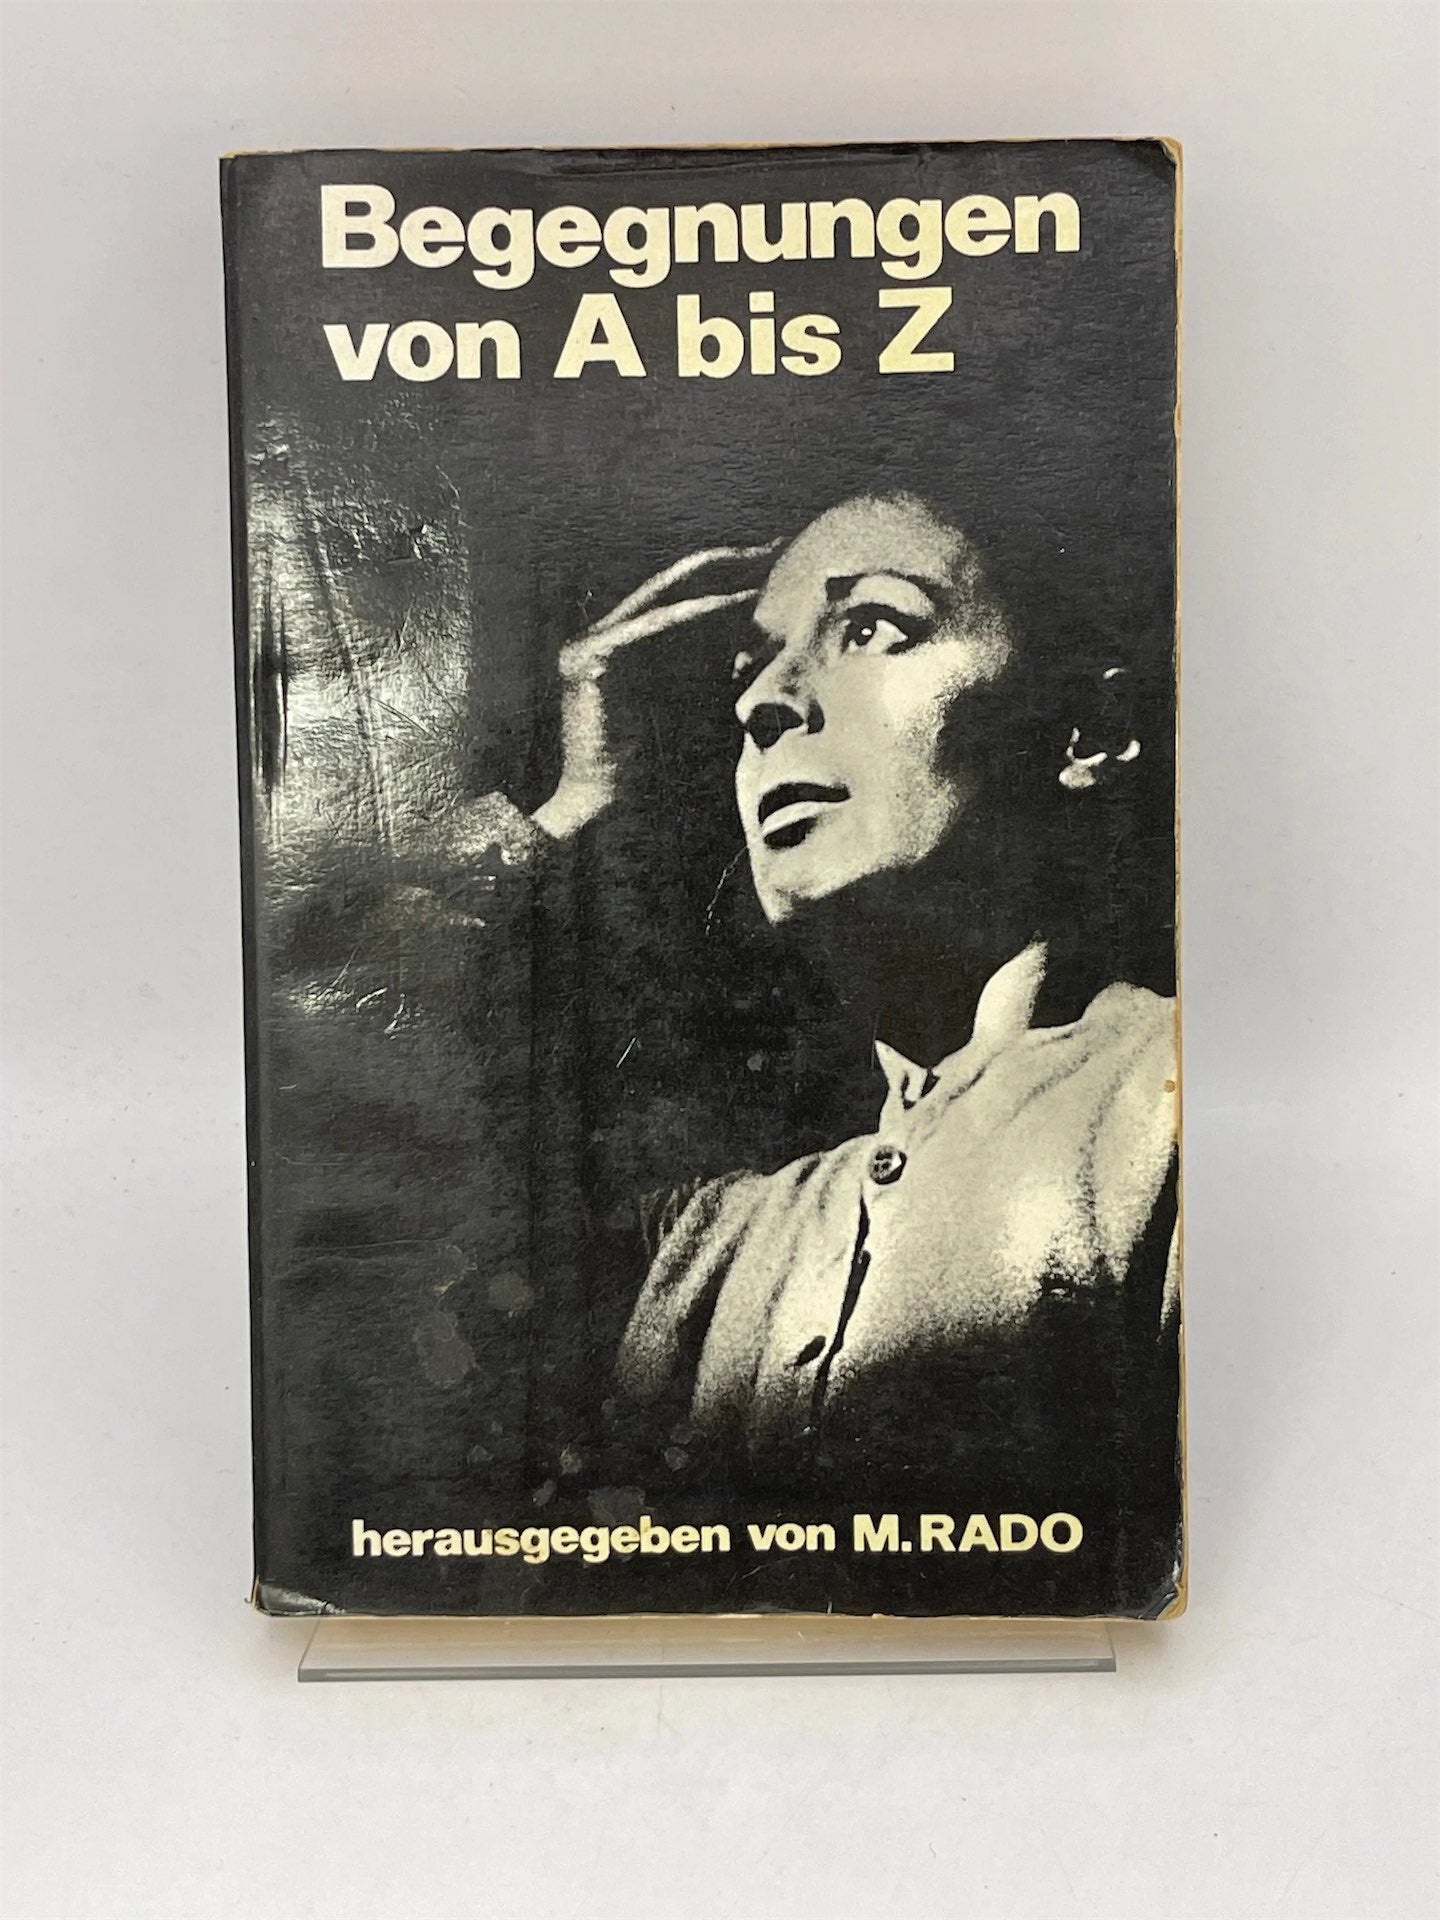 Begegnungen
von A bis Z
herausgegeben von M. RADO